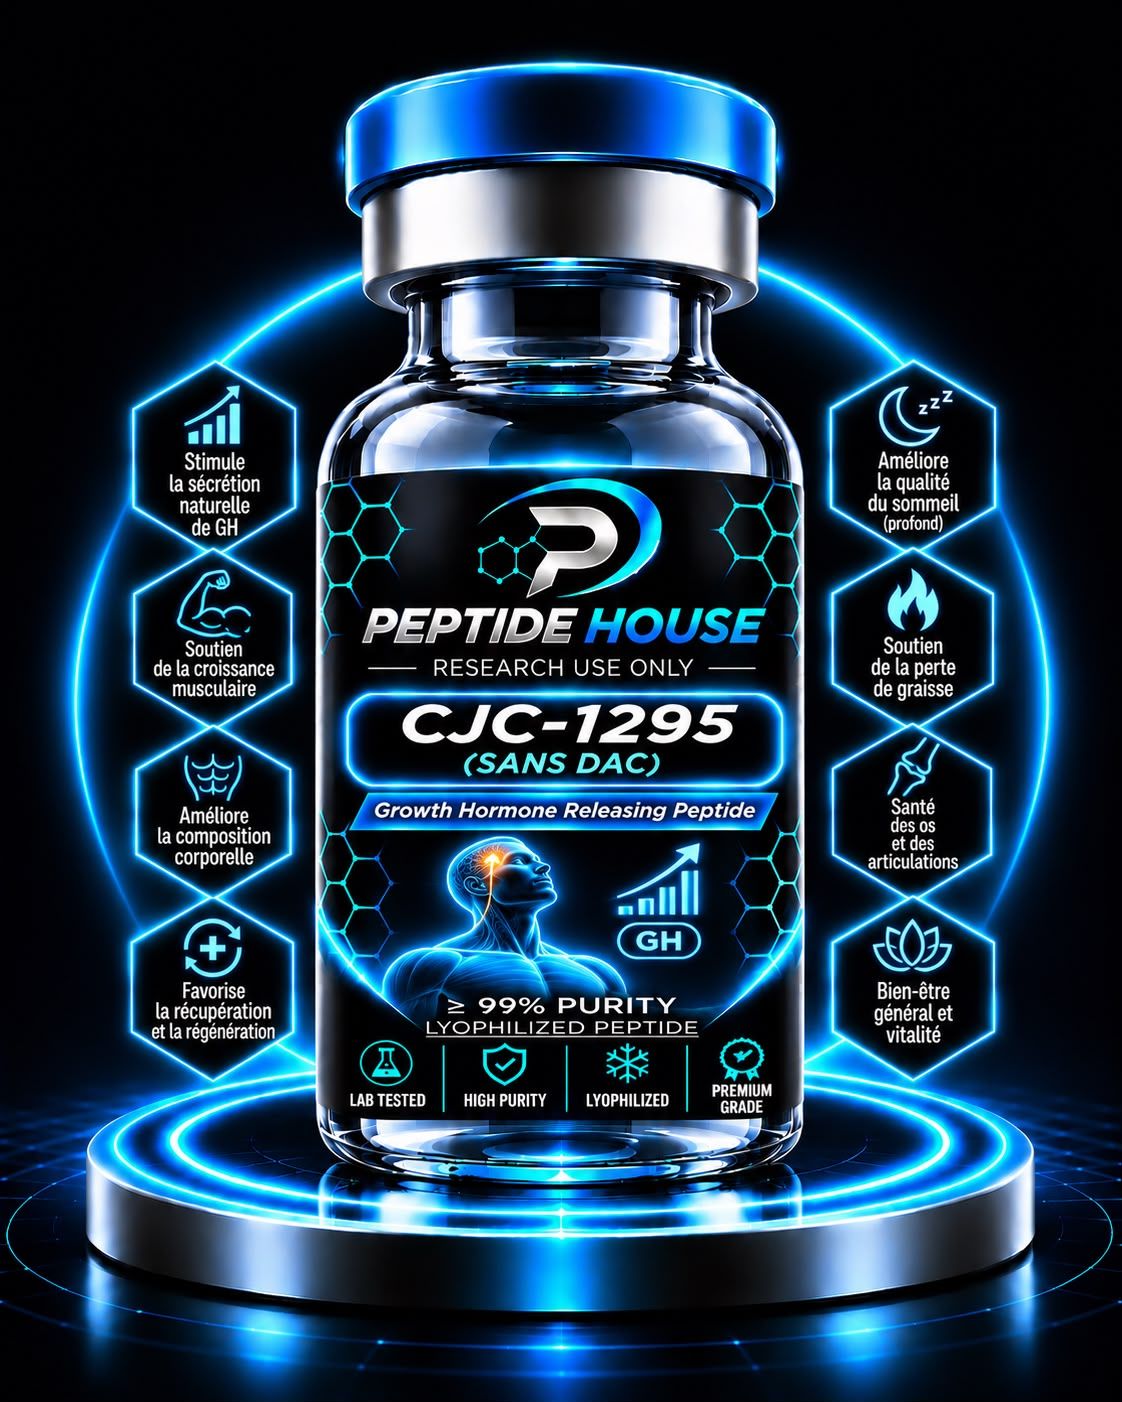 PEPTIDE HOUSE
RESEARCH USE ONLY
CJC-1295
(SANS DAC)
Growth Hormone Releasing Peptide
GH
≥ 99% PURITY
LYOPHILIZED PEPTIDE
LAB TESTED
HIGH PURITY
LYOPHILIZED
PREMIUM
GRADE
Stimule
la sécrétion
naturelle
de GH
Soutien
de la croissance
musculaire
Améliore
la composition
corporelle
Favorise
la récupération
et la régénération
zzz
Améliore
la qualité
du sommeil
(profond)
Soutien
de la perte
de graisse
Santé
des os
et des
articulations
Bien-être
général et
vitalité